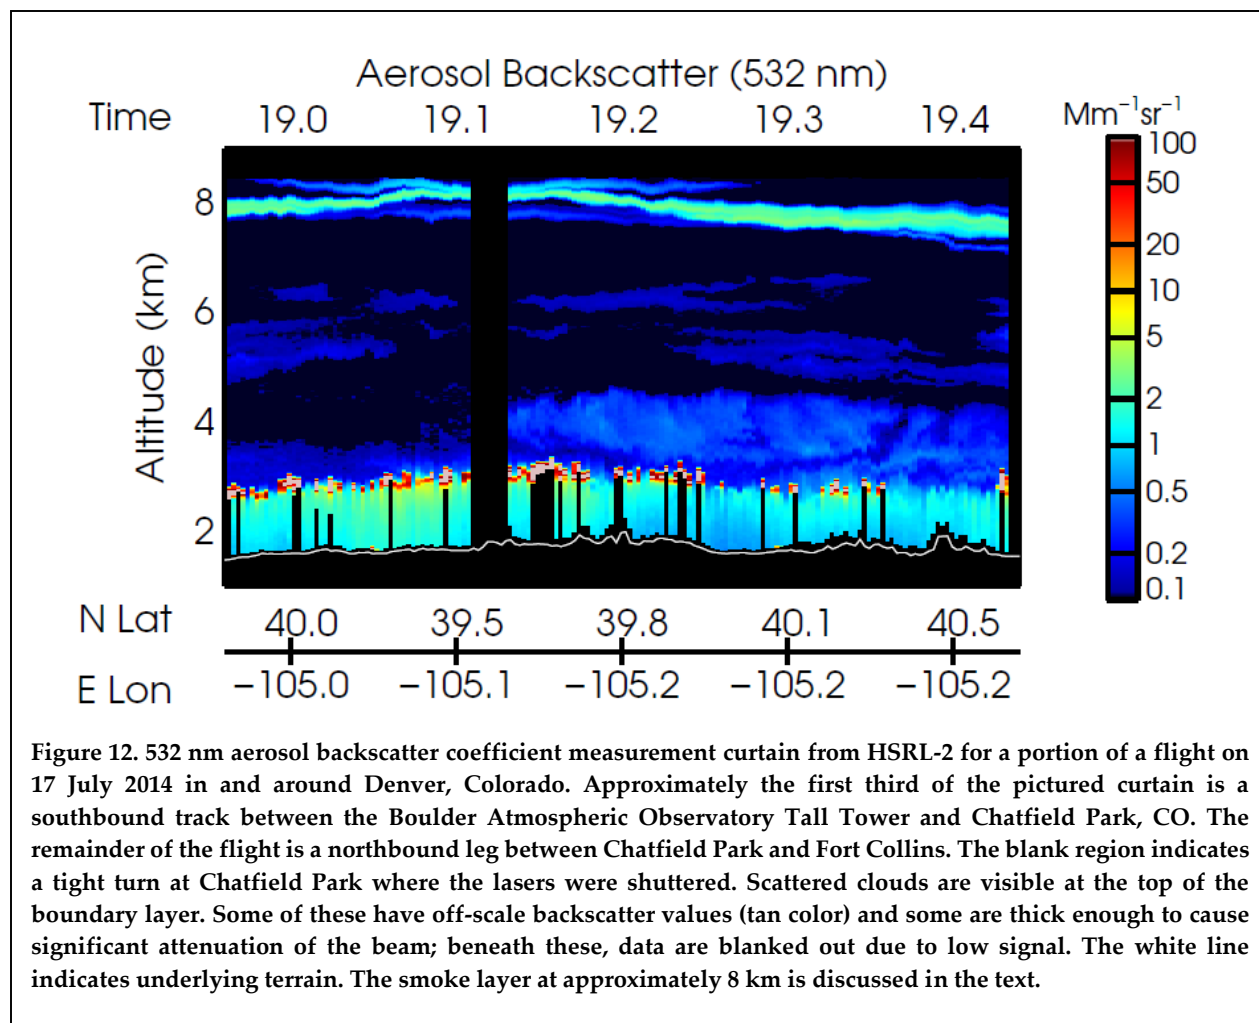 Aerosol Backscatter (532 nm)
Time 19.0 19.1 19.2 19.3 19.4
Mm⁻¹sr⁻¹
100
50
20
10
5
2
1
0.5
0.2
0.1
Altitude (km)
8
6
4
2
N Lat 40.0 39.5 39.8 40.1 40.5
E Lon −105.0 −105.1 −105.2 −105.2 −105.2
Figure 12. 532 nm aerosol backscatter coefficient measurement curtain from HSRL-2 for a portion of a flight on
17 July 2014 in and around Denver, Colorado. Approximately the first third of the pictured curtain is a
southbound track between the Boulder Atmospheric Observatory Tall Tower and Chatfield Park, CO. The
remainder of the flight is a northbound leg between Chatfield Park and Fort Collins. The blank region indicates
a tight turn at Chatfield Park where the lasers were shuttered. Scattered clouds are visible at the top of the
boundary layer. Some of these have off-scale backscatter values (tan color) and some are thick enough to cause
significant attenuation of the beam; beneath these, data are blanked out due to low signal. The white line
indicates underlying terrain. The smoke layer at approximately 8 km is discussed in the text.